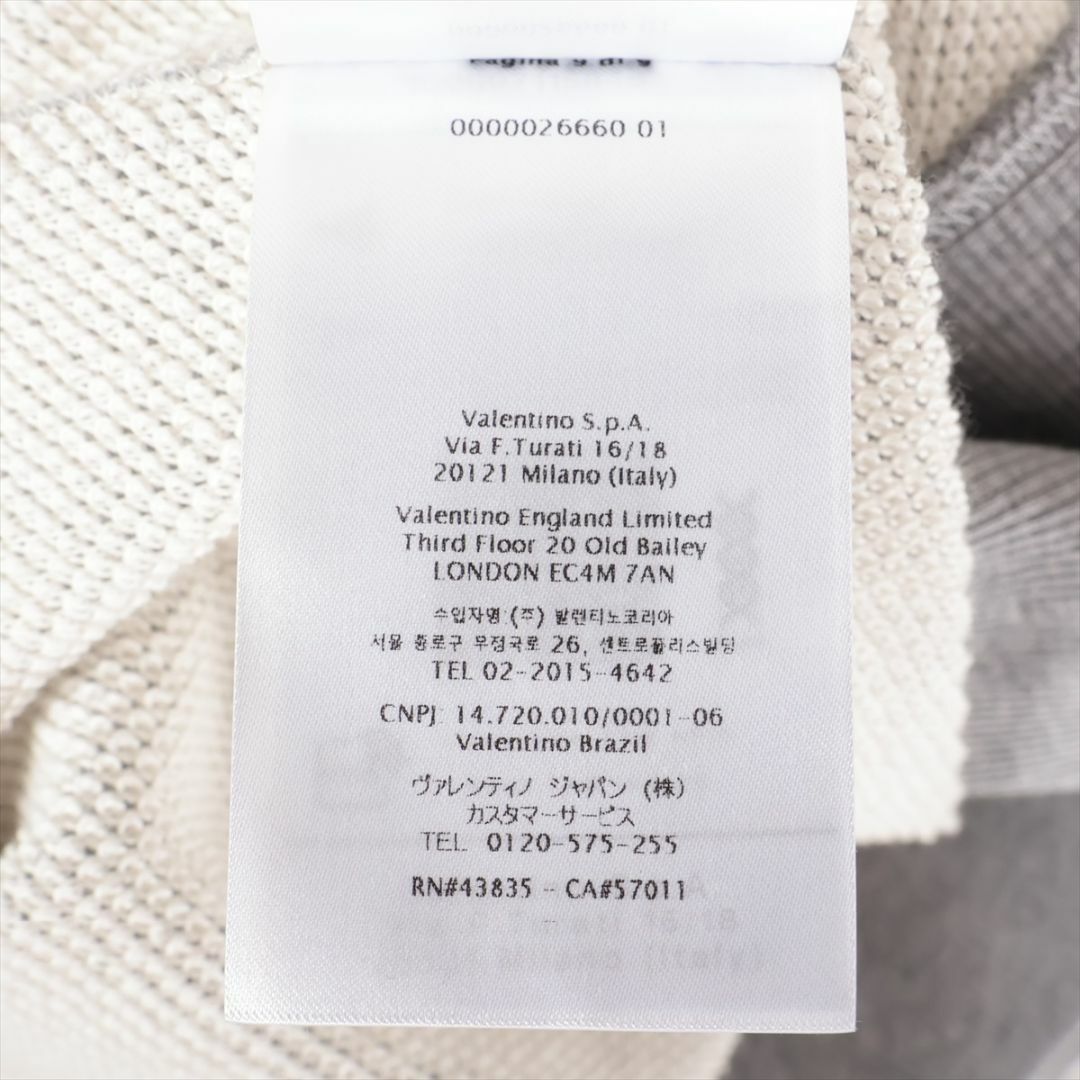 Pagina 9 di 9
0000026660 01
Valentino S.p.A.
Via F.Turati 16/18
20121 Milano (Italy)
Valentino England Limited
Third Floor 20 Old Bailey
LONDON EC4M 7AN
수입자명:(주) 발렌티노코리아
서울 종로구 우정국로 26, 센트로폴리스빌딩
TEL 02-2015-4642
CNPJ: 14.720.010/0001-06
Valentino Brazil
ヴァレンティノ ジャパン (株)
カスタマーサービス
TEL 0120-575-255
RN#43835 - CA#57011